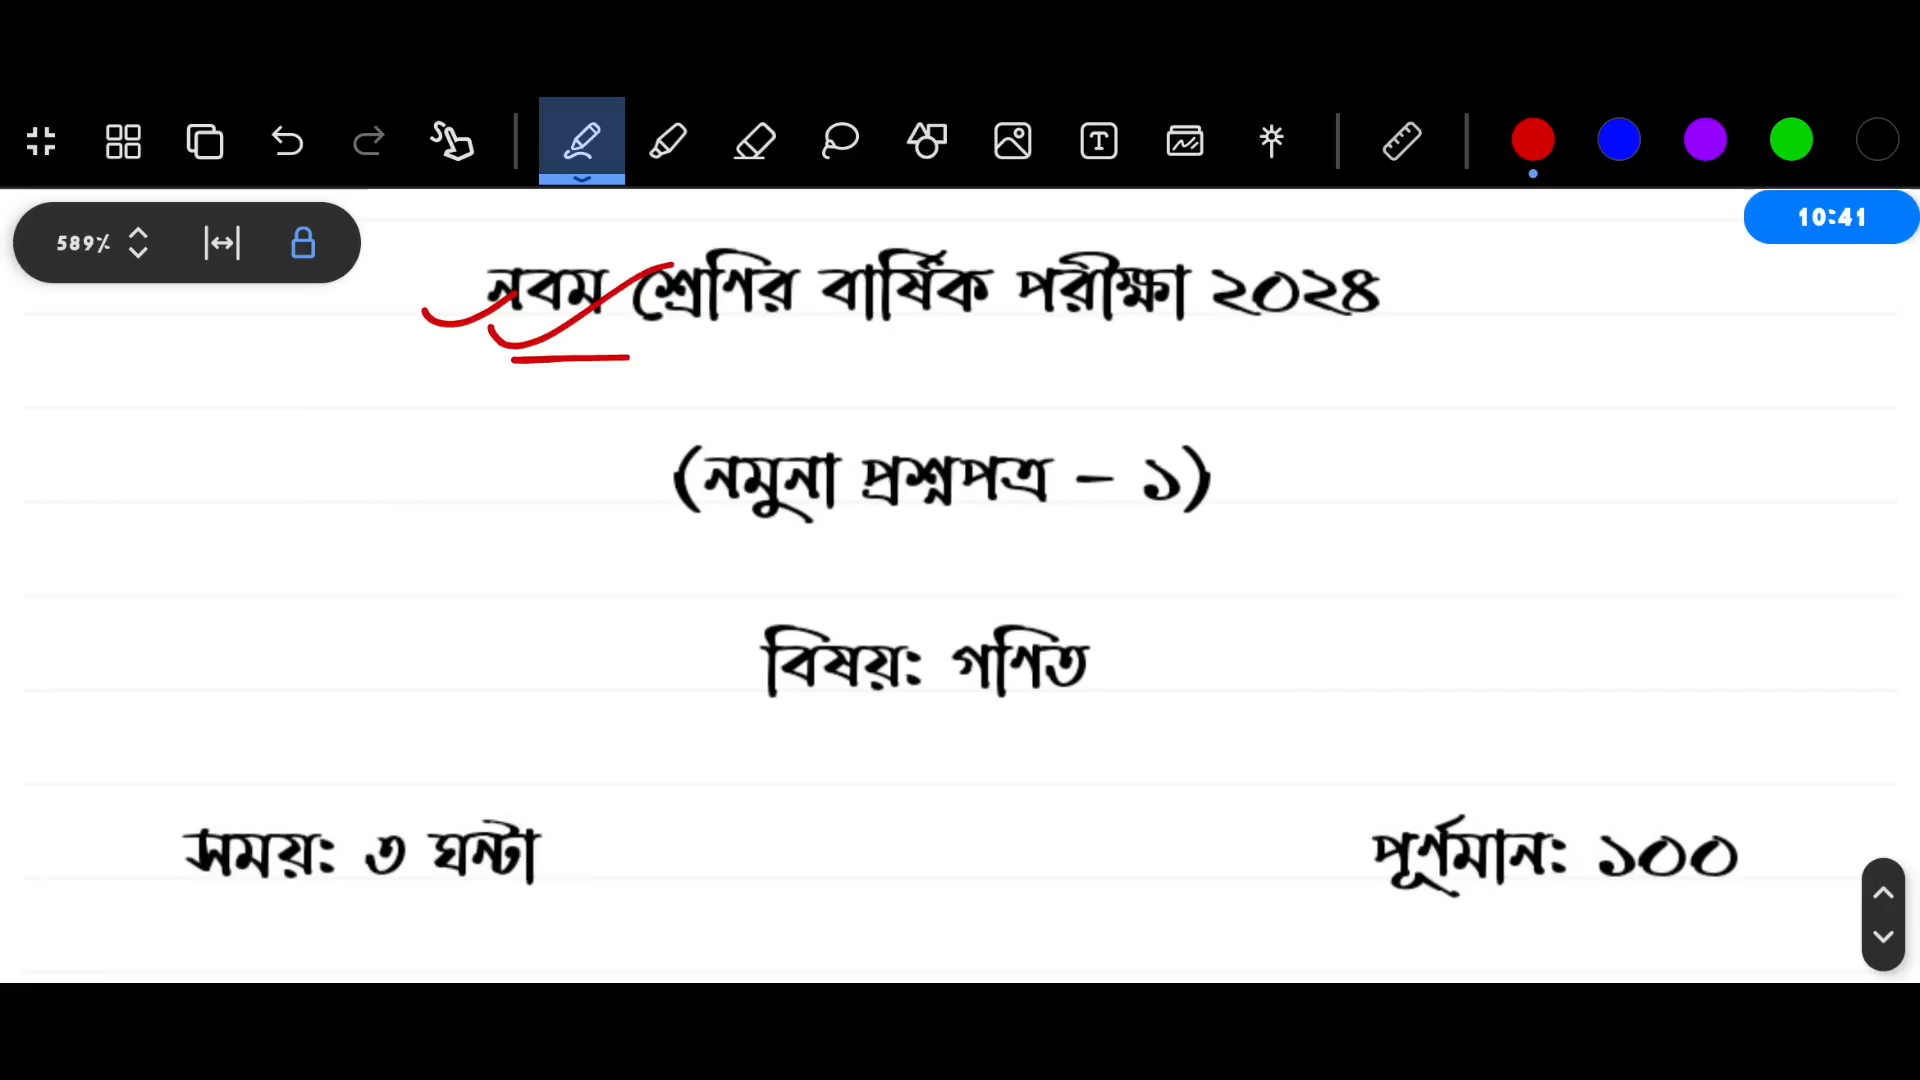 589%
10:41
নবম শ্রেণির বার্ষিক পরীক্ষা ২০২৪
(নমুনা প্রশ্নপত্র – ১)
বিষয়: গণিত
সময়: ৩ ঘন্টা পূর্ণমান: ১০০